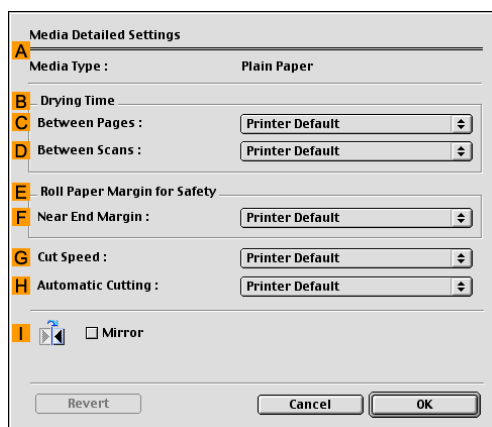 Media Detailed Settings
A
Media Type : Plain Paper
B Drying Time
C Between Pages : Printer Default
D Between Scans : Printer Default
E Roll Paper Margin for Safety
F Near End Margin : Printer Default
G Cut Speed : Printer Default
H Automatic Cutting : Printer Default
I Mirror
Revert Cancel OK